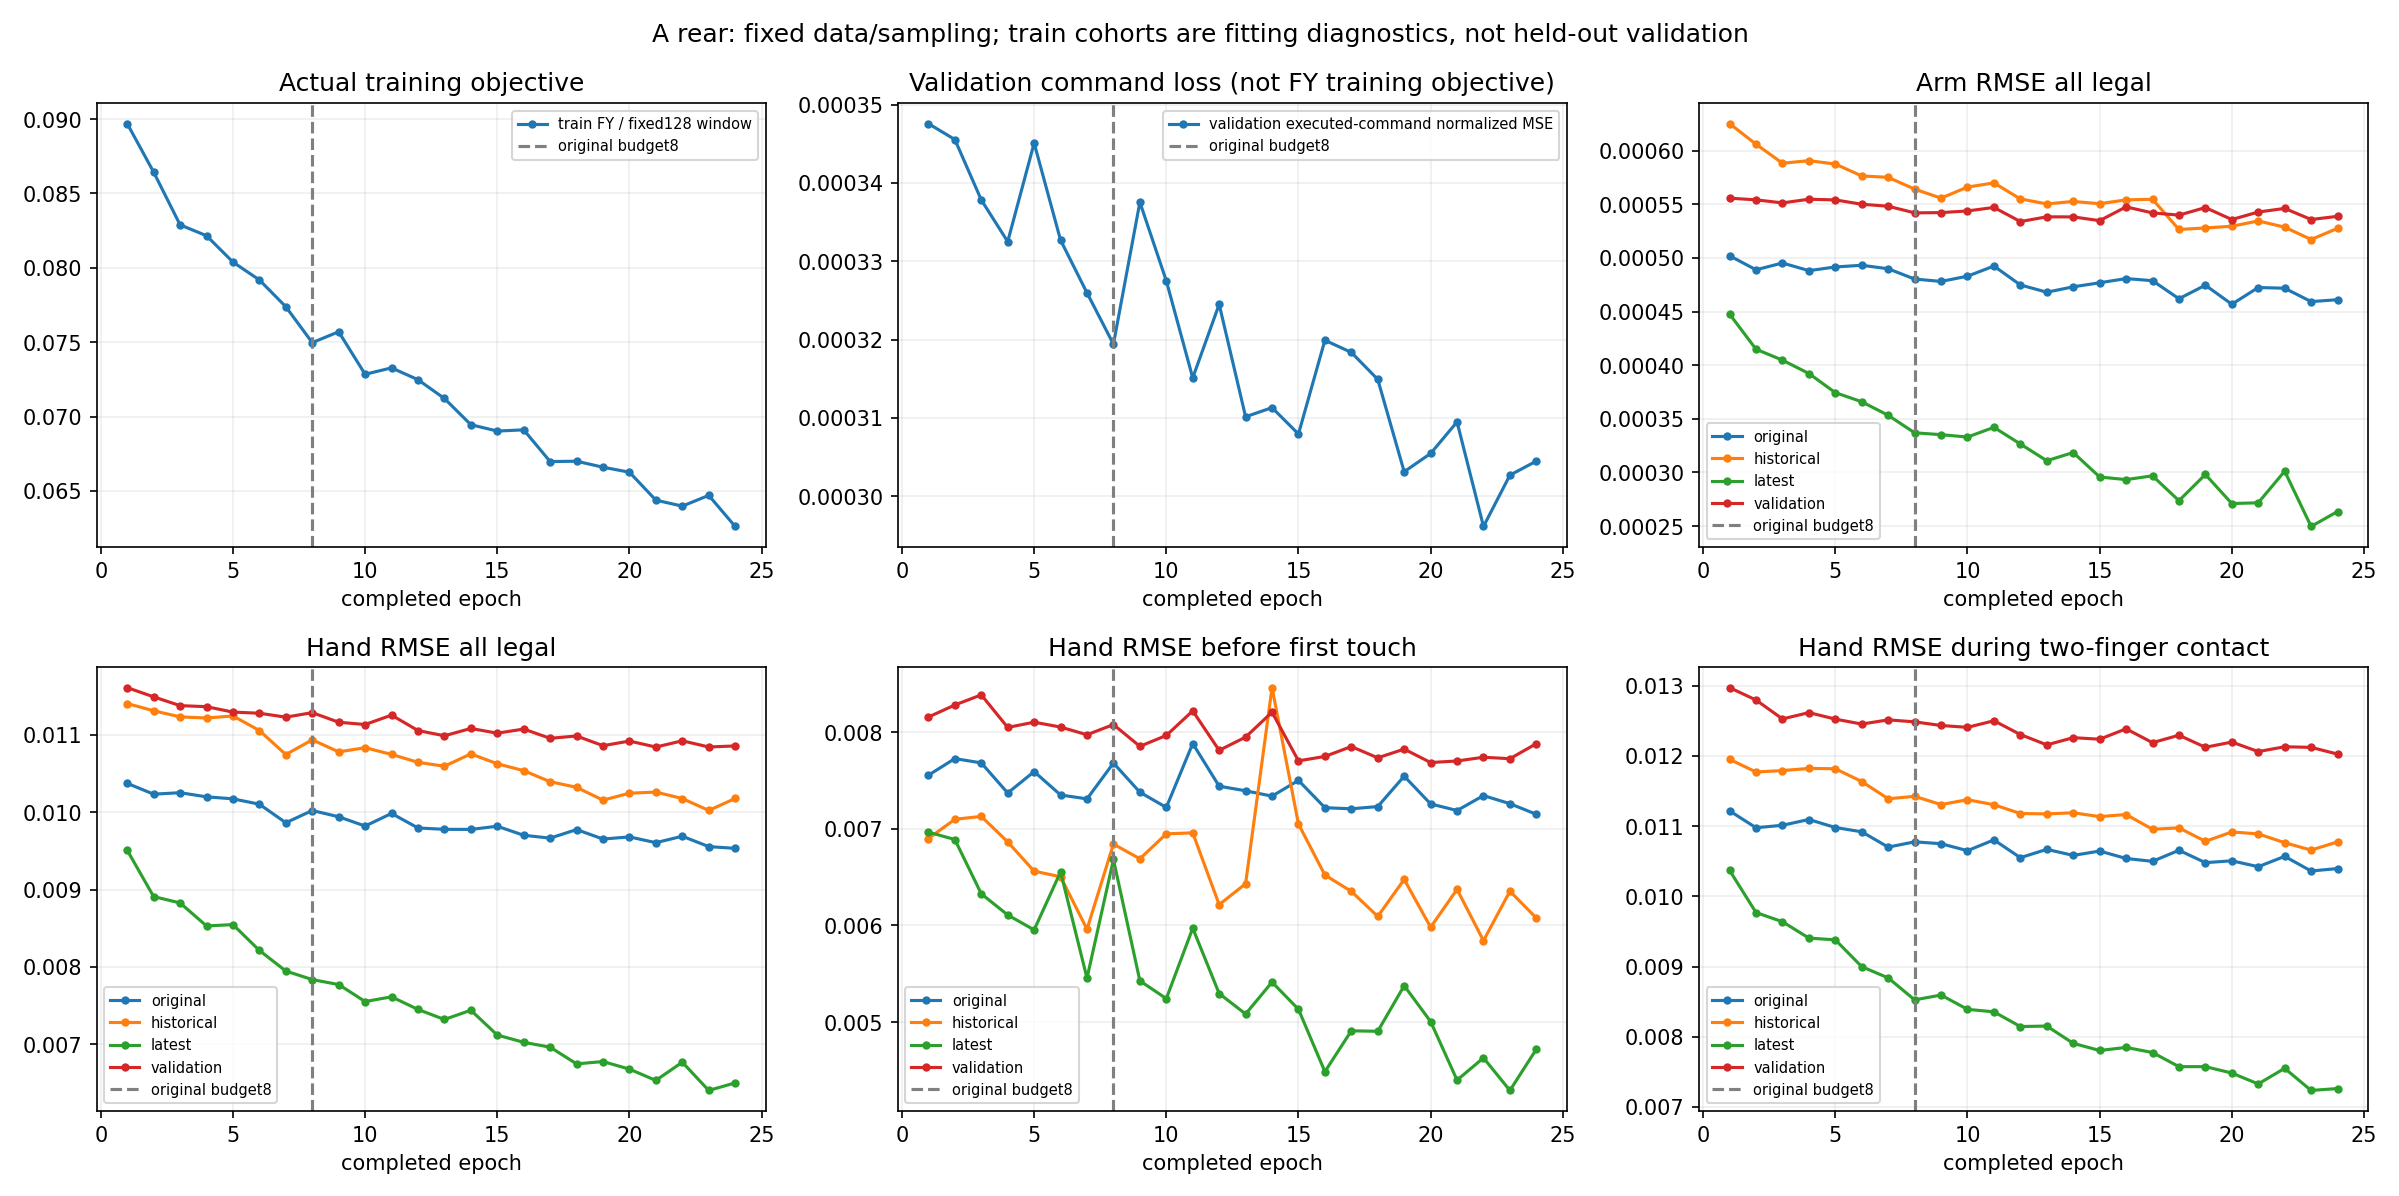 A rear: fixed data/sampling; train cohorts are fitting diagnostics, not held-out validation
Actual training objective
train FY / fixed128 window
original budget8
0.090
0.085
0.080
0.075
0.070
0.065
0
5
10
15
20
25
completed epoch
Validation command loss (not FY training objective)
validation executed-command normalized MSE
original budget8
0.00035
0.00034
0.00033
0.00032
0.00031
0.00030
0
5
10
15
20
25
completed epoch
Arm RMSE all legal
0.00060
0.00055
0.00050
0.00045
0.00040
0.00035
0.00030
0.00025
original
historical
latest
validation
original budget8
0
5
10
15
20
25
completed epoch
Hand RMSE all legal
0.011
0.010
0.009
0.008
0.007
original
historical
latest
validation
original budget8
0
5
10
15
20
25
completed epoch
Hand RMSE before first touch
0.008
0.007
0.006
0.005
original
historical
latest
validation
original budget8
0
5
10
15
20
25
completed epoch
Hand RMSE during two-finger contact
0.013
0.012
0.011
0.010
0.009
0.008
0.007
original
historical
latest
validation
original budget8
0
5
10
15
20
25
completed epoch